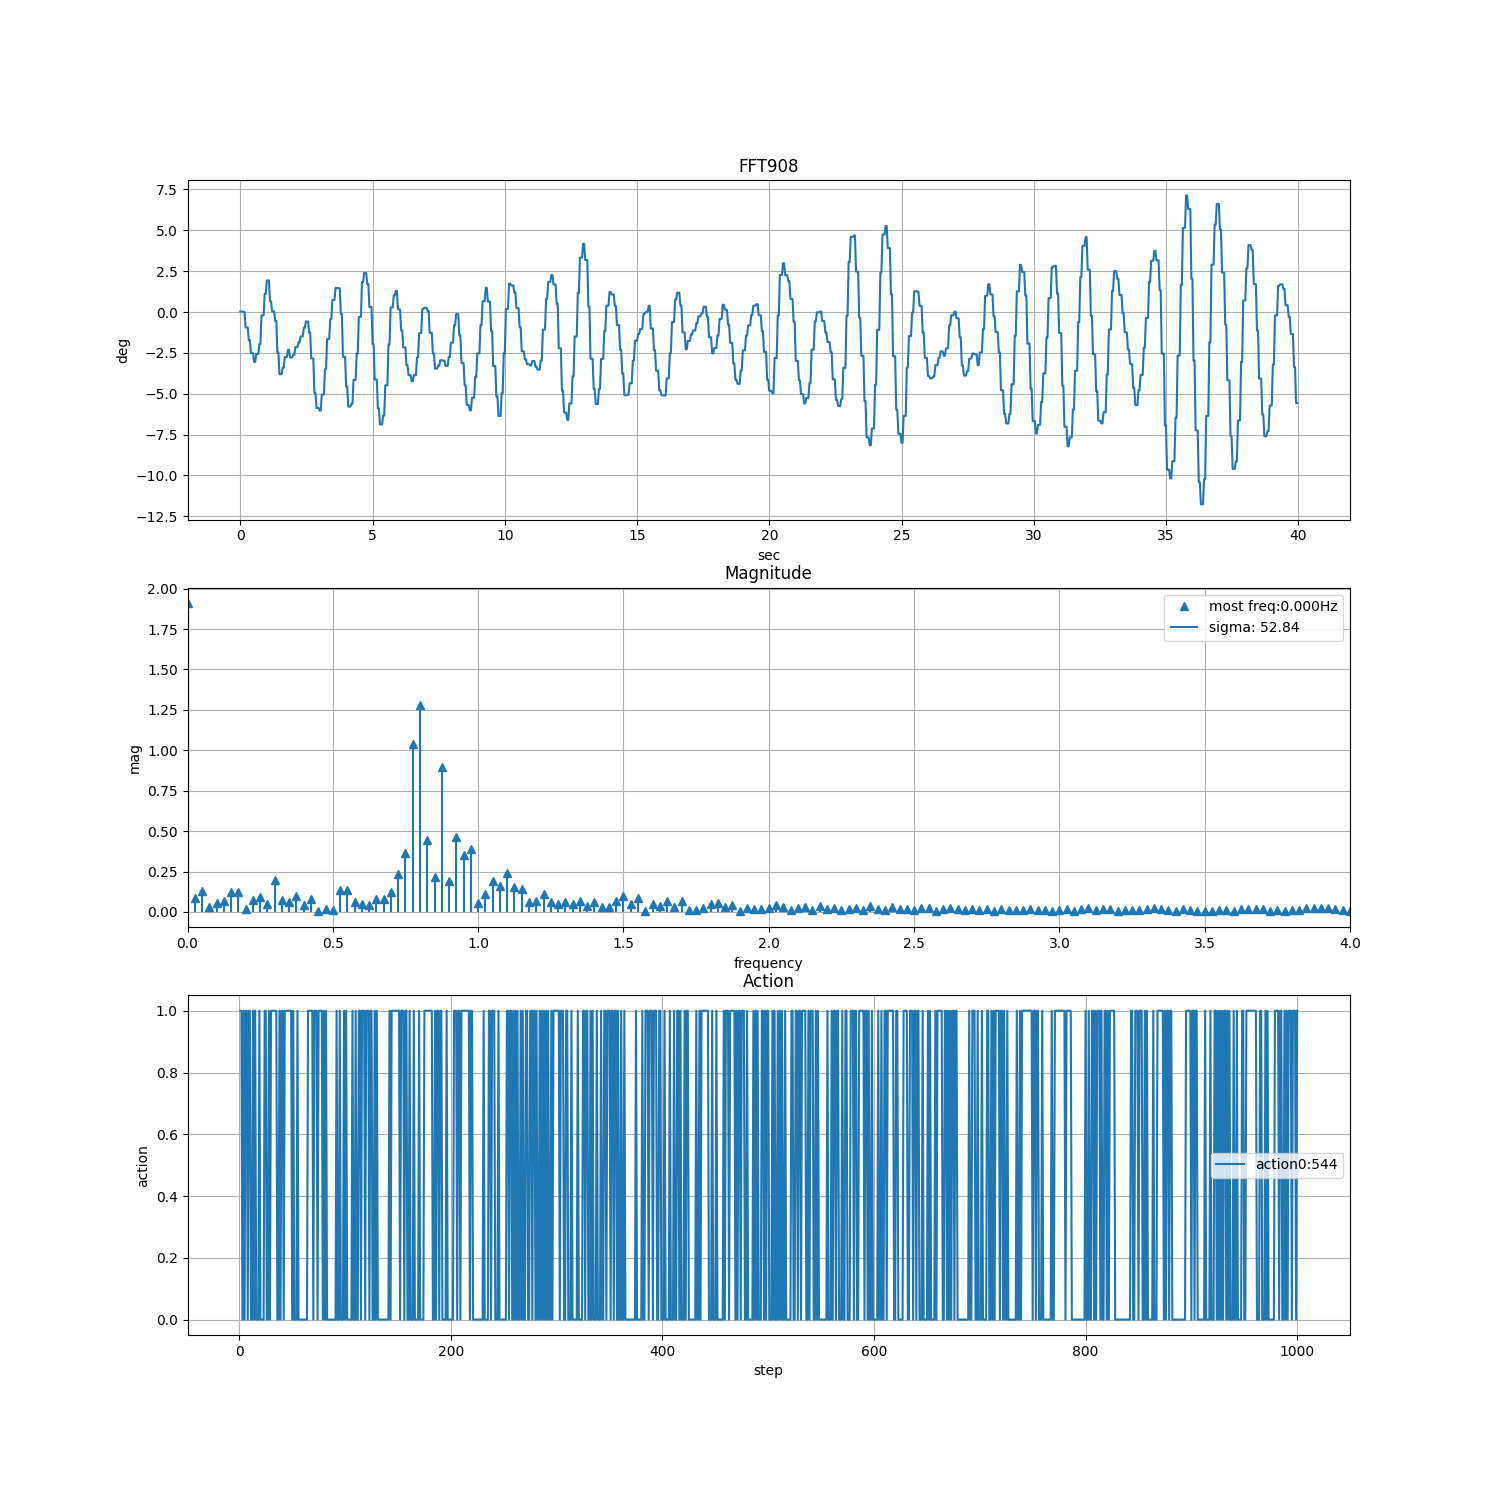 FFT908
7.5
5.0
2.5
0.0
−2.5
−5.0
−7.5
−10.0
−12.5
deg
0 5 10 15 20 25 30 35 40
sec
Magnitude
2.00
1.75
1.50
1.25
1.00
0.75
0.50
0.25
0.00
mag
most freq:0.000Hz
sigma: 52.84
0.0 0.5 1.0 1.5 2.0 2.5 3.0 3.5 4.0
frequency
Action
1.0
0.8
0.6
0.4
0.2
0.0
action
action0:544
0 200 400 600 800 1000
step